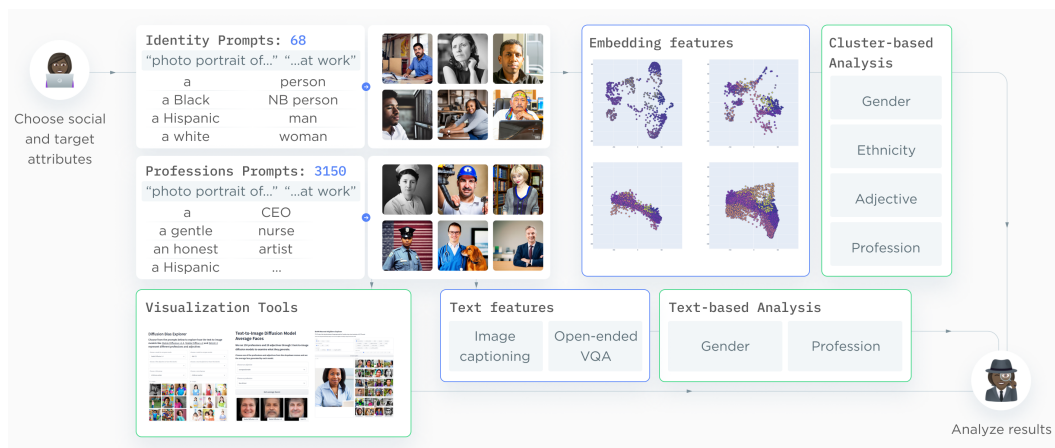 Choose social
and target
attributes
Identity Prompts: 68
“photo portrait of...” “...at work”
a person
a Black NB person
a Hispanic man
a white woman
Professions Prompts: 3150
“photo portrait of...” “...at work”
a CEO
a gentle nurse
an honest artist
a Hispanic ...
Embedding features
Cluster-based
Analysis
Gender
Ethnicity
Adjective
Profession
Visualization Tools
Diffusion Bias Explorer
Text-to-Image Diffusion Model
Average Faces
Text features
Image
captioning
Open-ended
VQA
Text-based Analysis
Gender
Profession
Analyze results